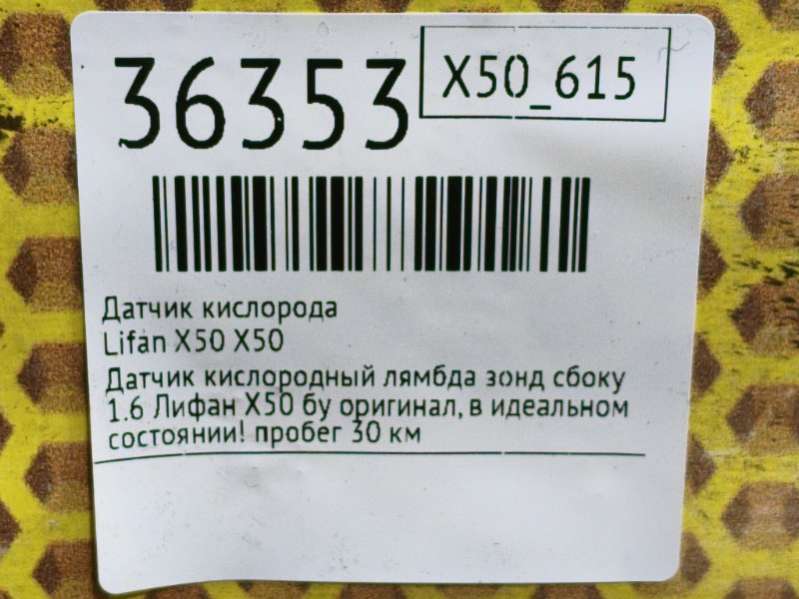 36353
X50_615
Датчик кислорода
Lifan X50 X50
Датчик кислородный лямбда зонд сбоку
1.6 Лифан X50 бу оригинал, в идеальном
состоянии! пробег 30 км